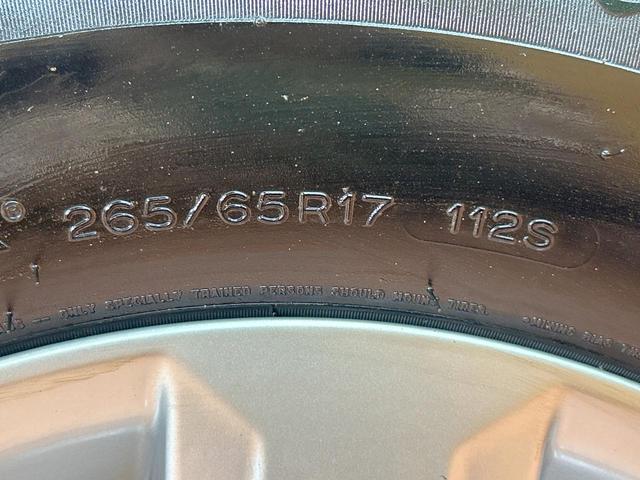 265/65R17 112S
ONLY SPECIALLY TRAINED PERSONS SHOULD MOUNT TIRES.